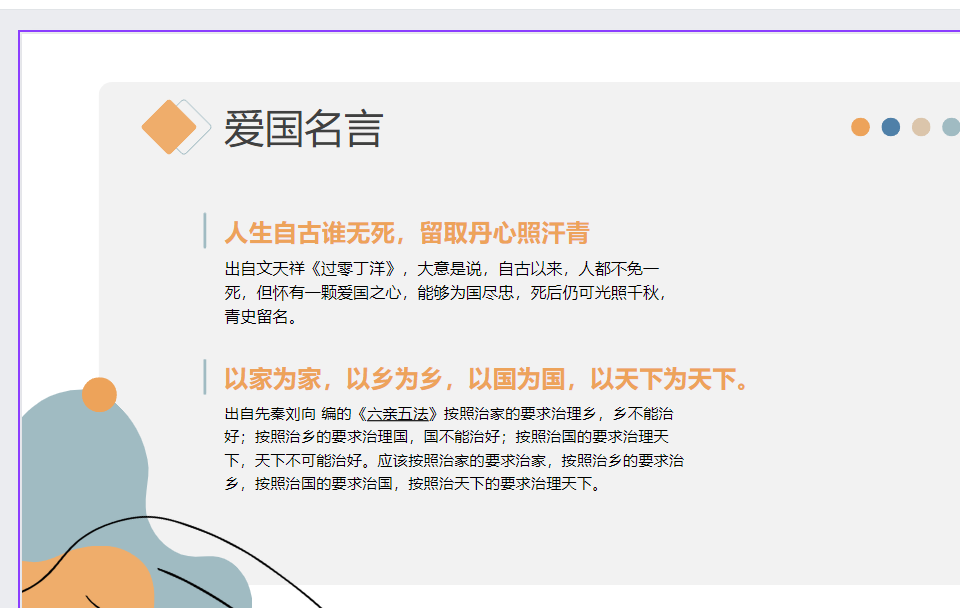 爱国名言
人生自古谁无死，留取丹心照汗青
出自文天祥《过零丁洋》，大意是说，自古以来，人都不免一
死，但怀有一颗爱国之心，能够为国尽忠，死后仍可光照千秋，
青史留名。
以家为家，以乡为乡，以国为国，以天下为天下。
出自先秦刘向 编的《六亲五法》按照治家的要求治理乡，乡不能治
好；按照治乡的要求治理国，国不能治好；按照治国的要求治理天
下，天下不可能治好。应该按照治家的要求治家，按照治乡的要求治
乡，按照治国的要求治国，按照治天下的要求治理天下。